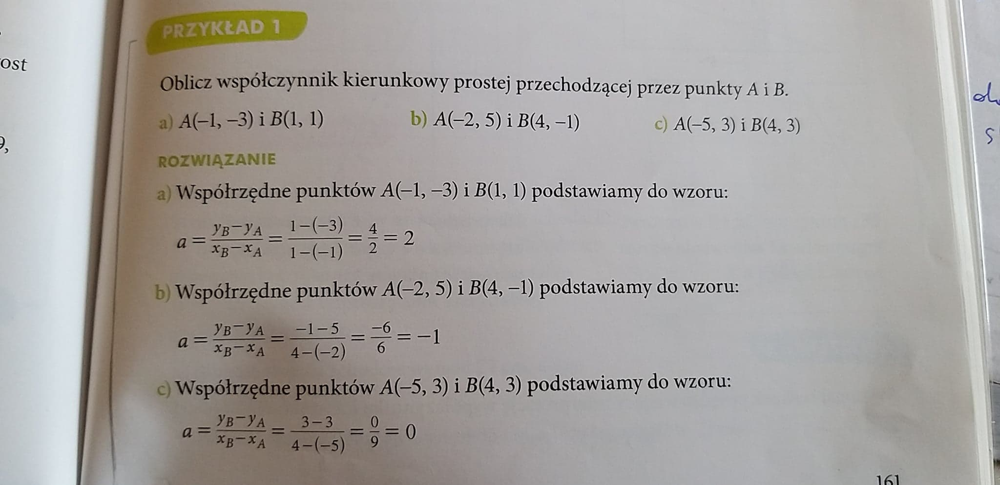 ost
9,
PRZYKŁAD 1
Oblicz współczynnik kierunkowy prostej przechodzącej przez punkty A i B.
a) A(–1, –3) i B(1, 1) b) A(–2, 5) i B(4, –1) c) A(–5, 3) i B(4, 3)
ROZWIĄZANIE
a) Współrzędne punktów A(–1, –3) i B(1, 1) podstawiamy do wzoru:
a = \frac{y_B - y_A}{x_B - x_A} = \frac{1-(-3)}{1-(-1)} = \frac{4}{2} = 2
b) Współrzędne punktów A(–2, 5) i B(4, –1) podstawiamy do wzoru:
a = \frac{y_B - y_A}{x_B - x_A} = \frac{-1-5}{4-(-2)} = \frac{-6}{6} = -1
c) Współrzędne punktów A(–5, 3) i B(4, 3) podstawiamy do wzoru:
a = \frac{y_B - y_A}{x_B - x_A} = \frac{3-3}{4-(-5)} = \frac{0}{9} = 0
161